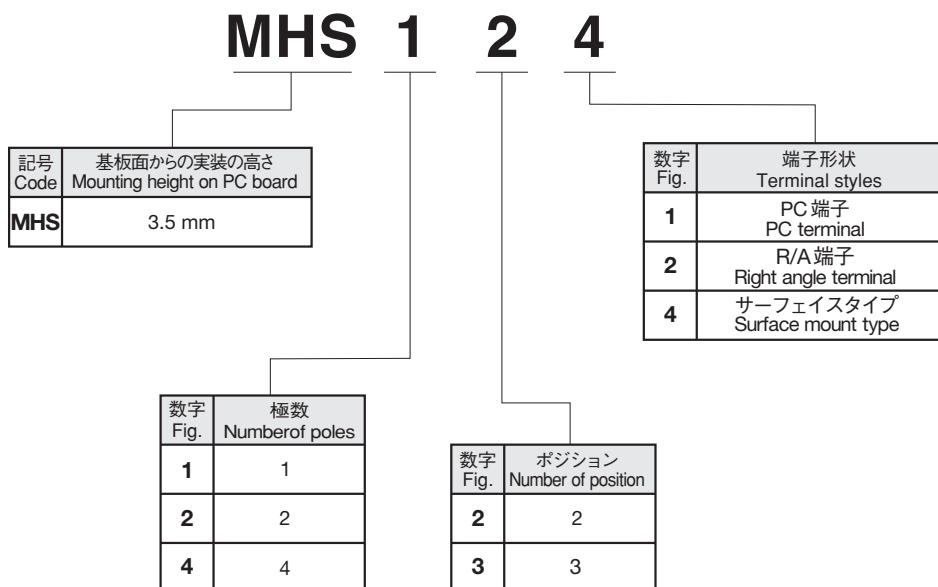 MHS 1 2 4
記号 基板面からの実装の高さ
Code Mounting height on PC board
MHS 3.5 mm
数字 端子形状
Fig. Terminal styles
1 PC端子
PC terminal
2 R/A端子
Right angle terminal
4 サーフェイスタイプ
Surface mount type
数字 極数
Fig. Numberof poles
1 1
2 2
4 4
数字 ポジション
Fig. Number of position
2 2
3 3